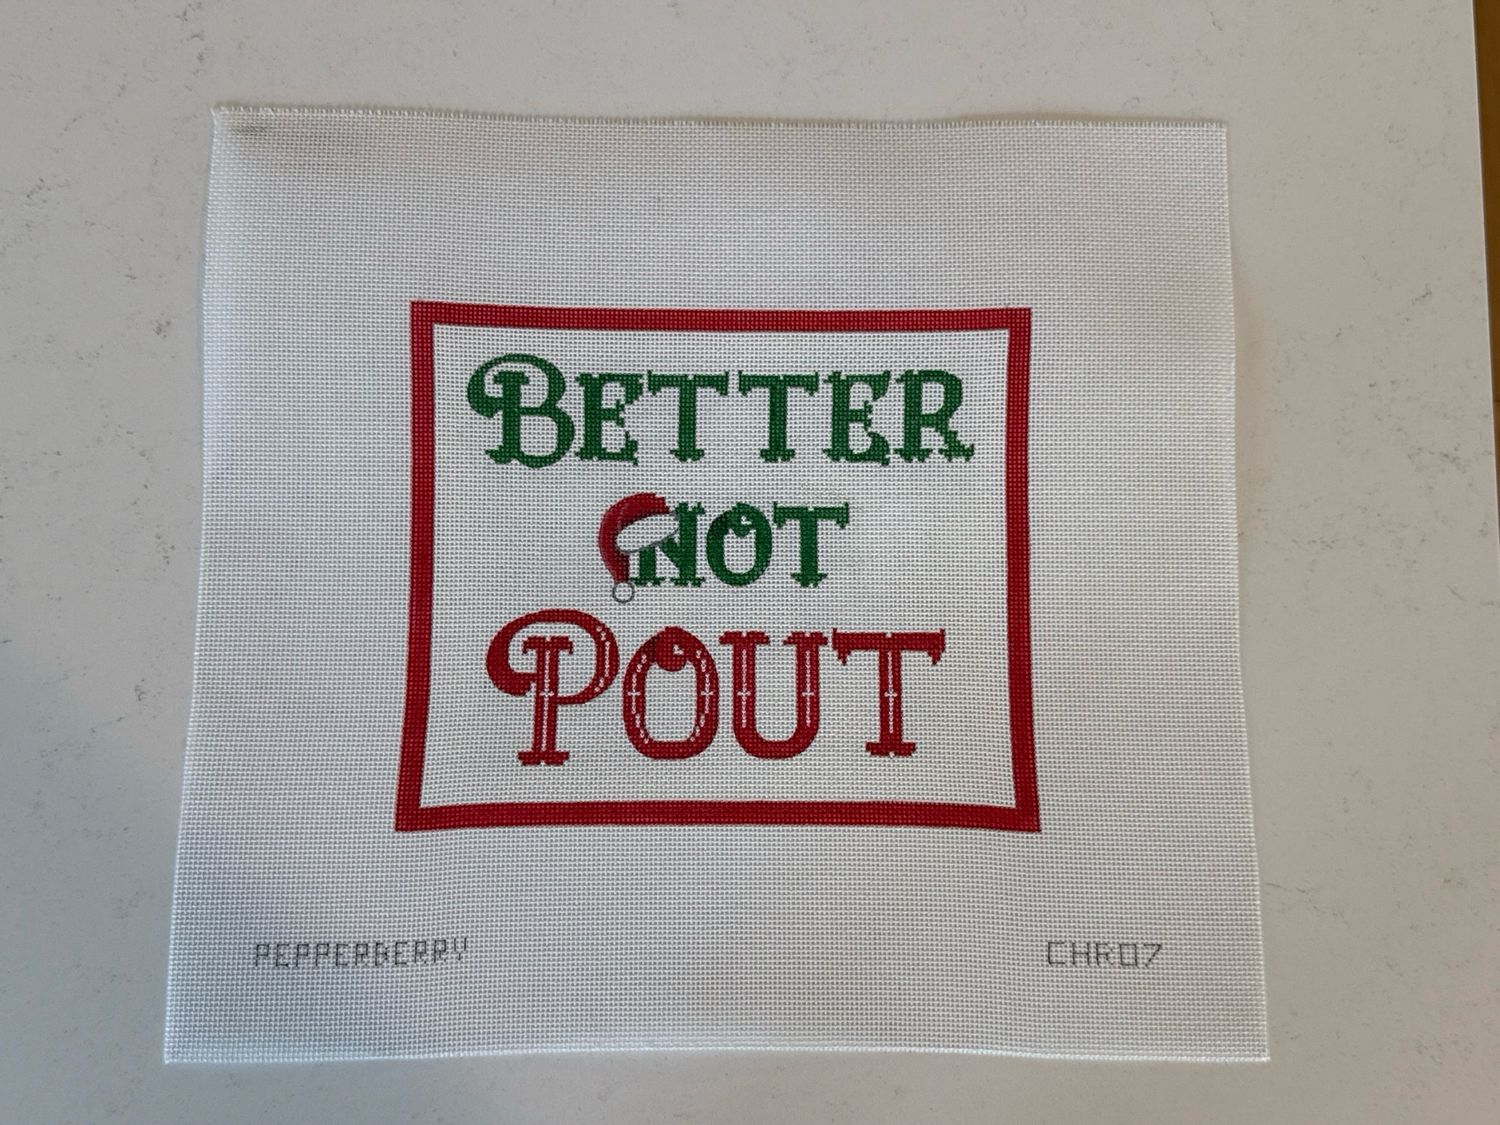 BETTER
NOT
POUT
PEPPERBERRY
CHR07